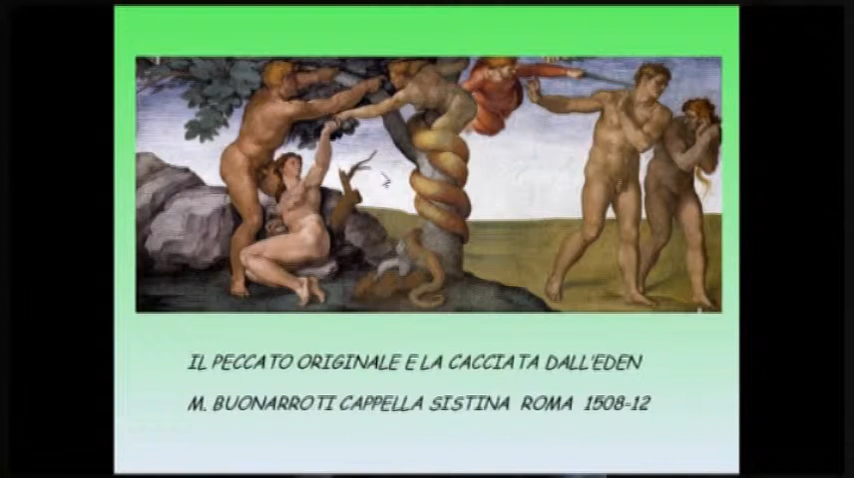 IL PECCATO ORIGINALE E LA CACCIATA DALL'EDEN
M. BUONARROTI CAPPELLA SISTINA ROMA 1508-12